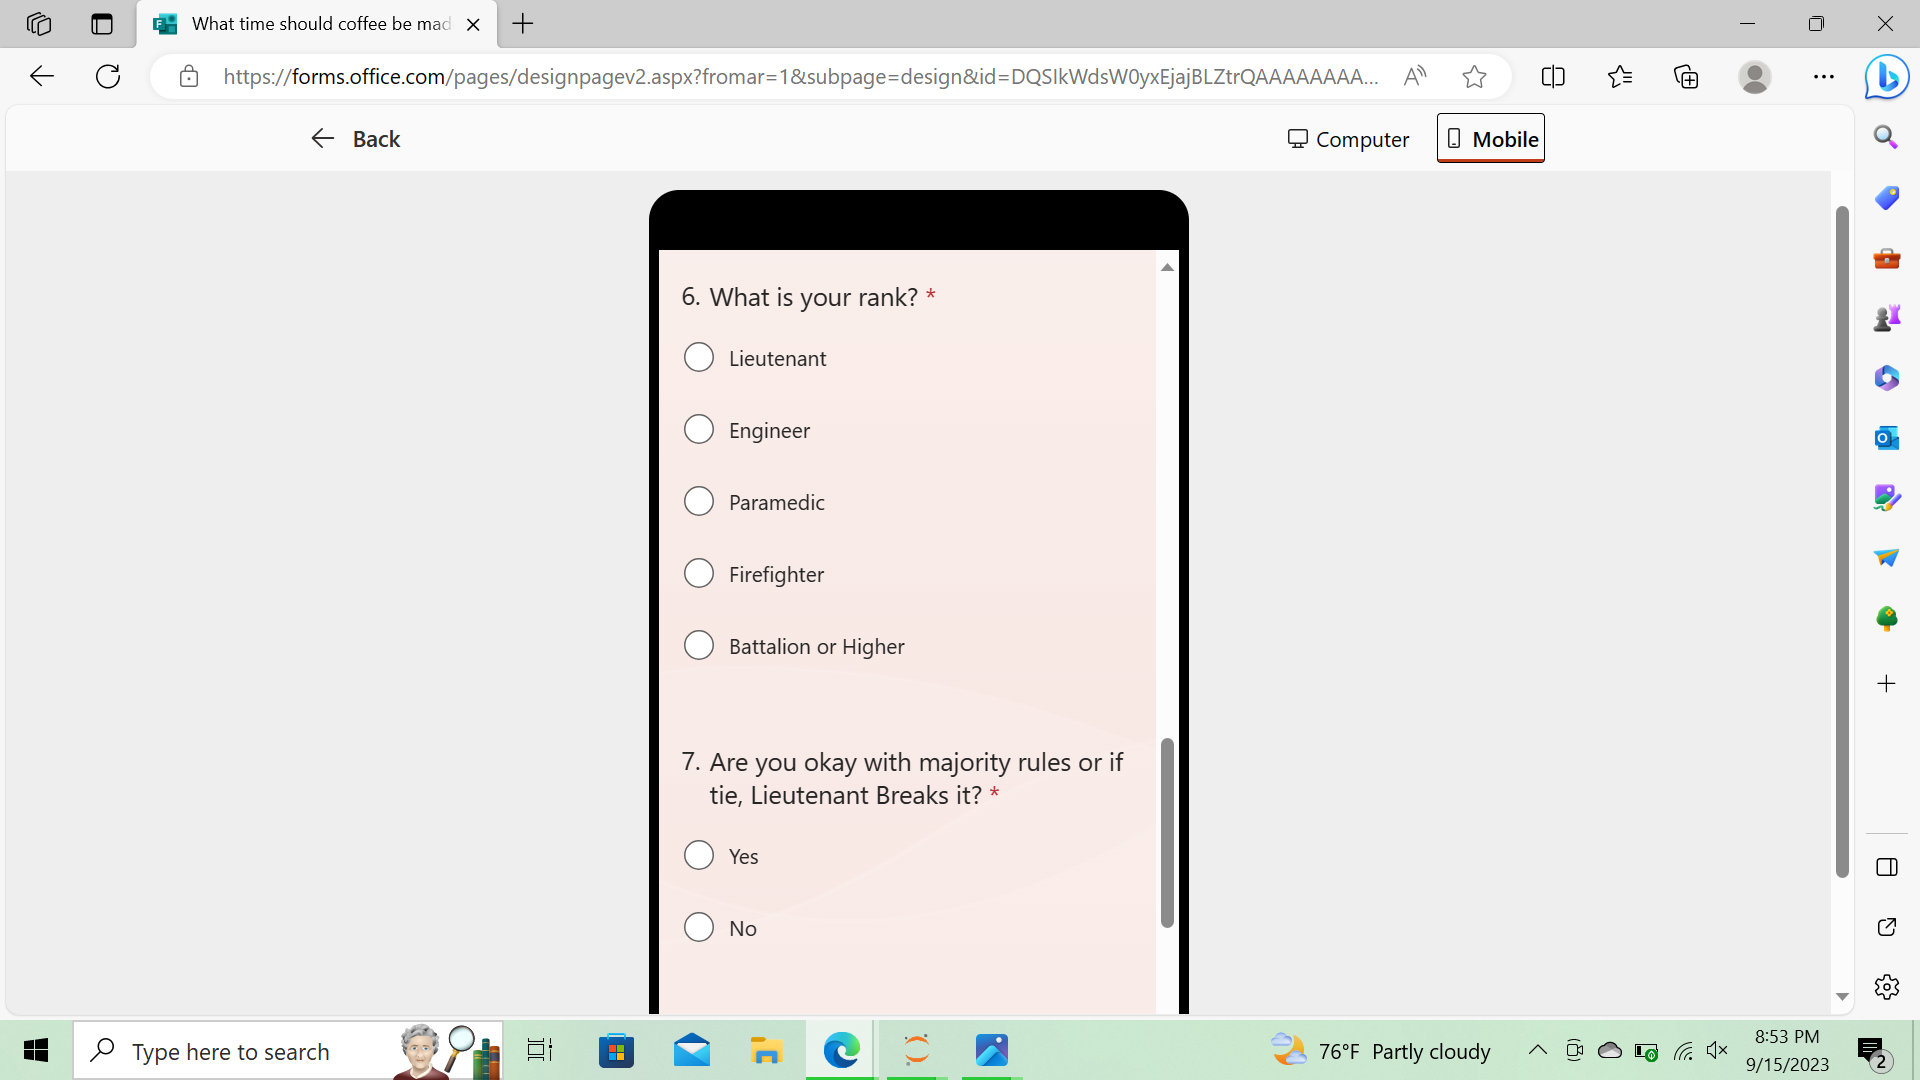 What time should coffee be mad
https://forms.office.com/pages/designpagev2.aspx?fromar=1&subpage=design&id=DQSIkWdsW0yxEjajBLZtrQAAAAAAAA...
Back
Computer
Mobile
6. What is your rank? *
Lieutenant
Engineer
Paramedic
Firefighter
Battalion or Higher
7. Are you okay with majority rules or if
tie, Lieutenant Breaks it? *
Yes
No
Type here to search
76°F Partly cloudy
8:53 PM
9/15/2023
2